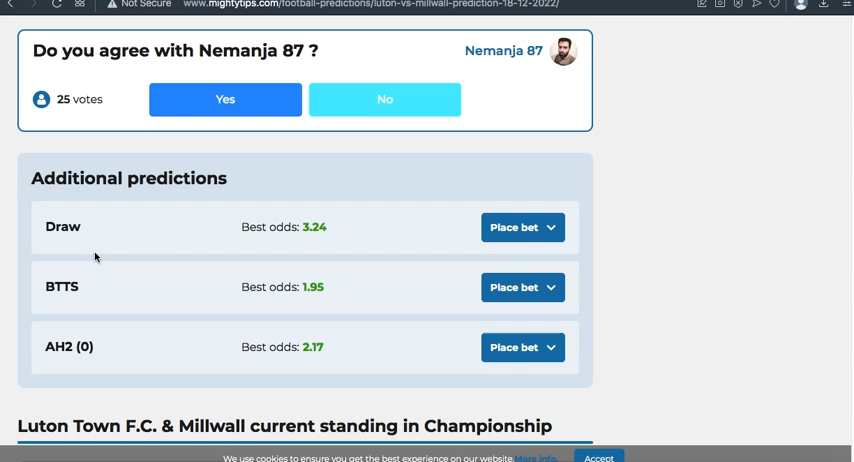 Not Secure www.mightytips.com/football-predictions/luton-vs-millwall-prediction-18-12-2022/
Do you agree with Nemanja 87 ?
Nemanja 87
25 votes
Yes
No
Additional predictions
Draw
Best odds: 3.24
Place bet
BTTS
Best odds: 1.95
Place bet
AH2 (0)
Best odds: 2.17
Place bet
Luton Town F.C. & Millwall current standing in Championship
We use cookies to ensure you get the best experience on our website. More info.
Accept